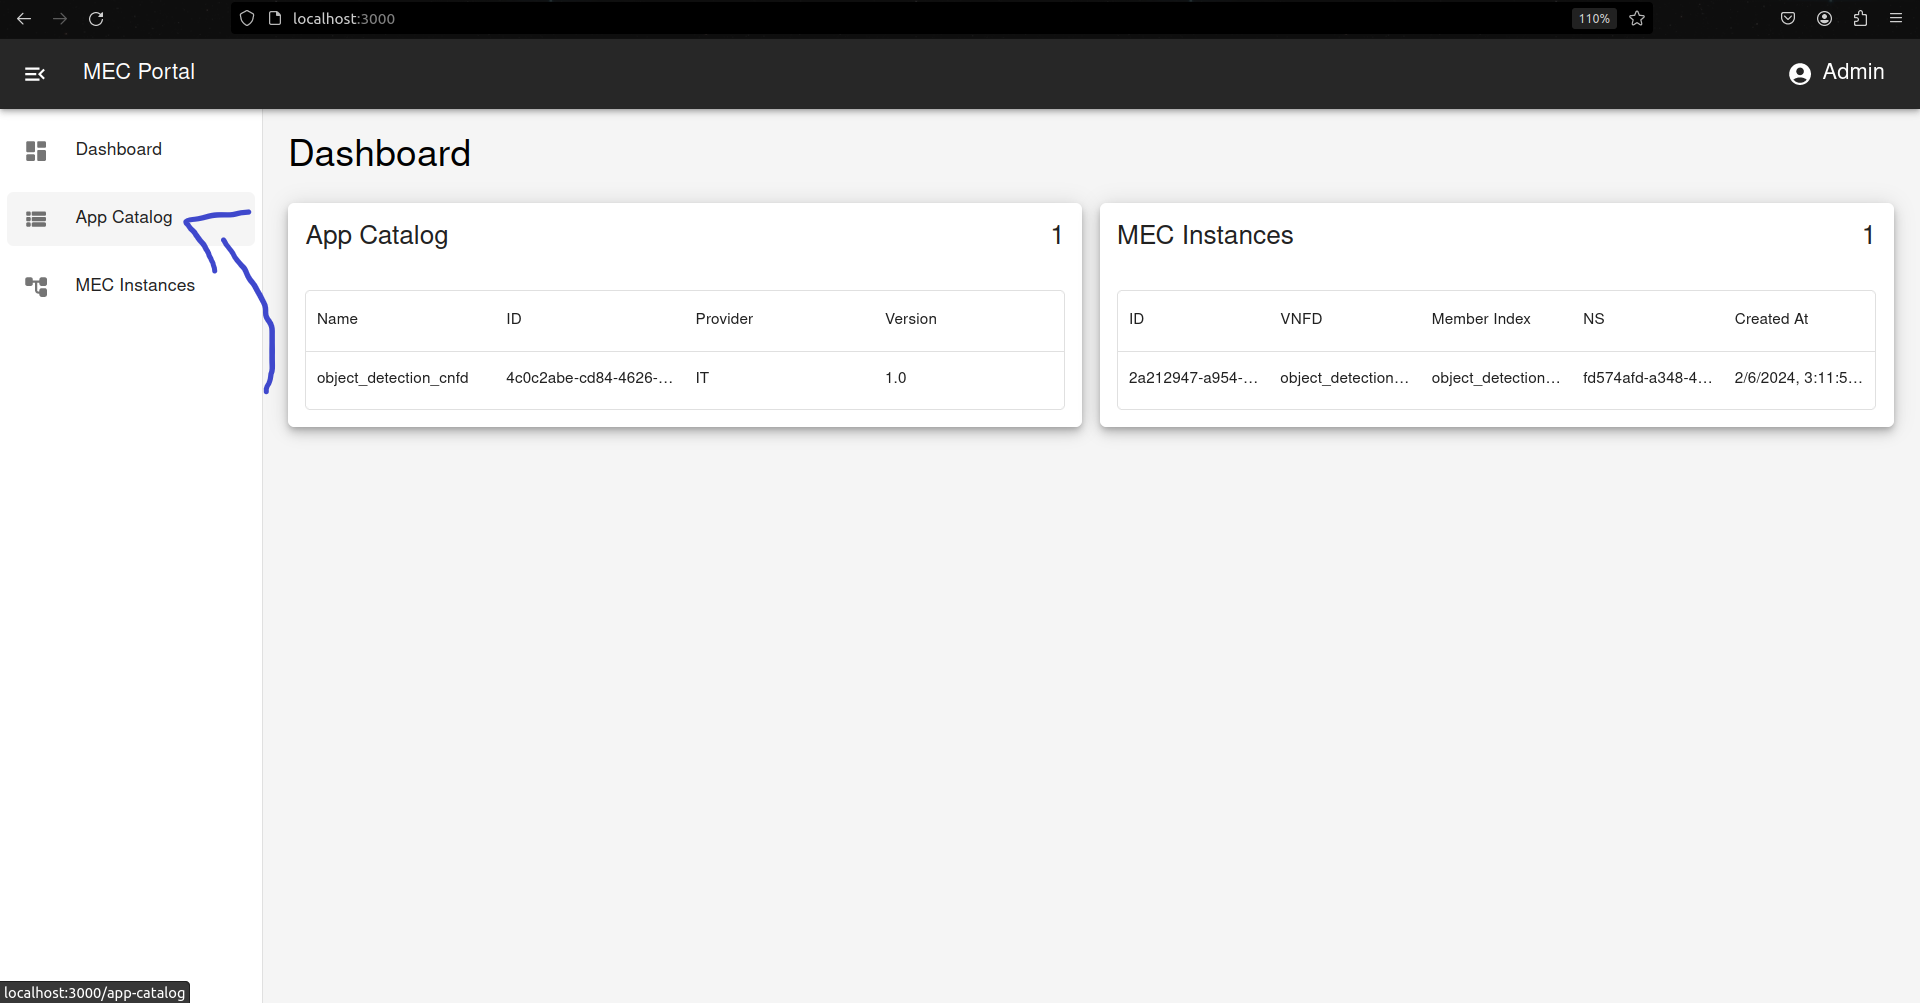 localhost:3000
110%
MEC Portal
Admin
Dashboard
App Catalog
MEC Instances
Dashboard
App Catalog 1
Name ID Provider Version
object_detection_cnfd 4c0c2abe-cd84-4626-... IT 1.0
MEC Instances 1
ID VNFD Member Index NS Created At
2a212947-a954-... object_detection... object_detection... fd574afd-a348-4... 2/6/2024, 3:11:5...
localhost:3000/app-catalog